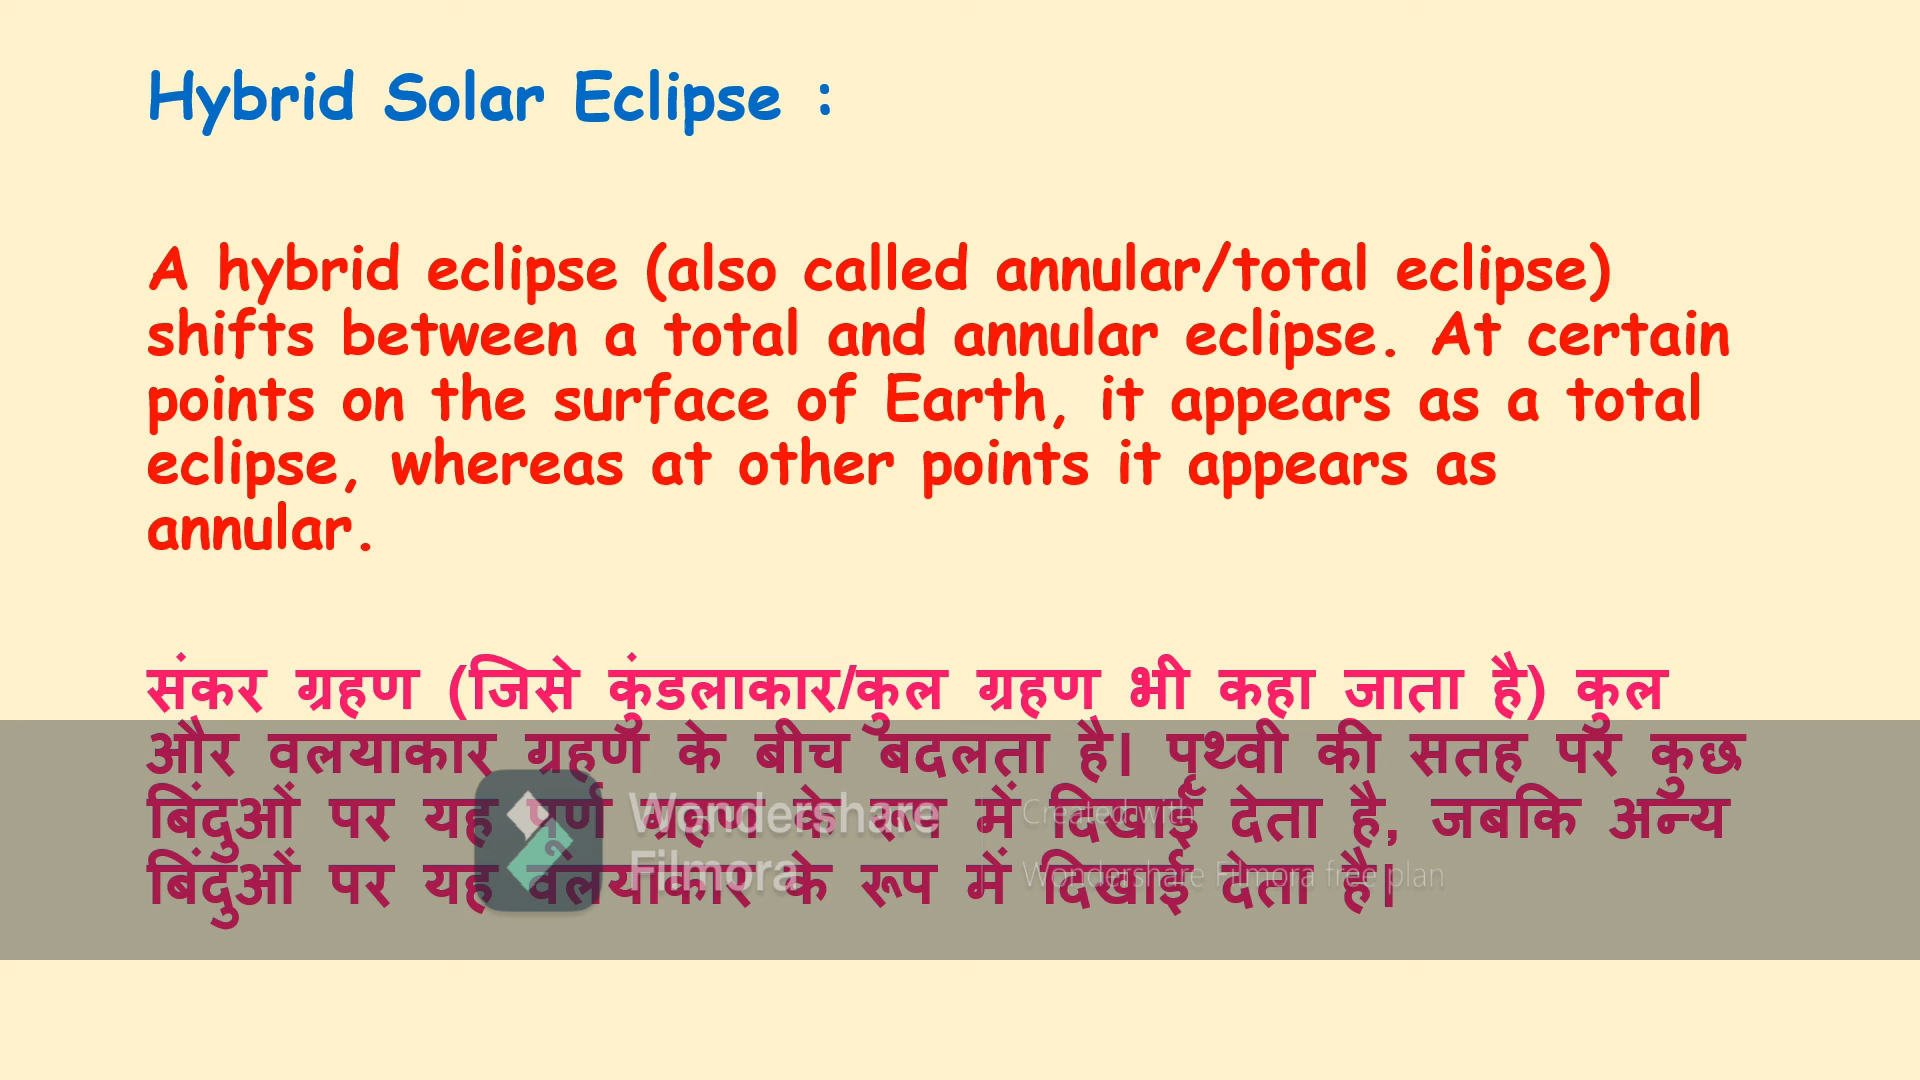 Hybrid Solar Eclipse :
A hybrid eclipse (also called annular/total eclipse)
shifts between a total and annular eclipse. At certain
points on the surface of Earth, it appears as a total
eclipse, whereas at other points it appears as
annular.
संकर ग्रहण (जिसे कुंडलाकार/कुल ग्रहण भी कहा जाता है) कुल
और वलयाकार ग्रहण के बीच बदलता है। पृथ्वी की सतह पर कुछ
बिंदुओं पर यह पूर्ण ग्रहण के रूप में दिखाई देता है, जबकि अन्य
बिंदुओं पर यह वलयाकार के रूप में दिखाई देता है।
Wondershare
Filmora
Created with
Wondershare Filmora free plan